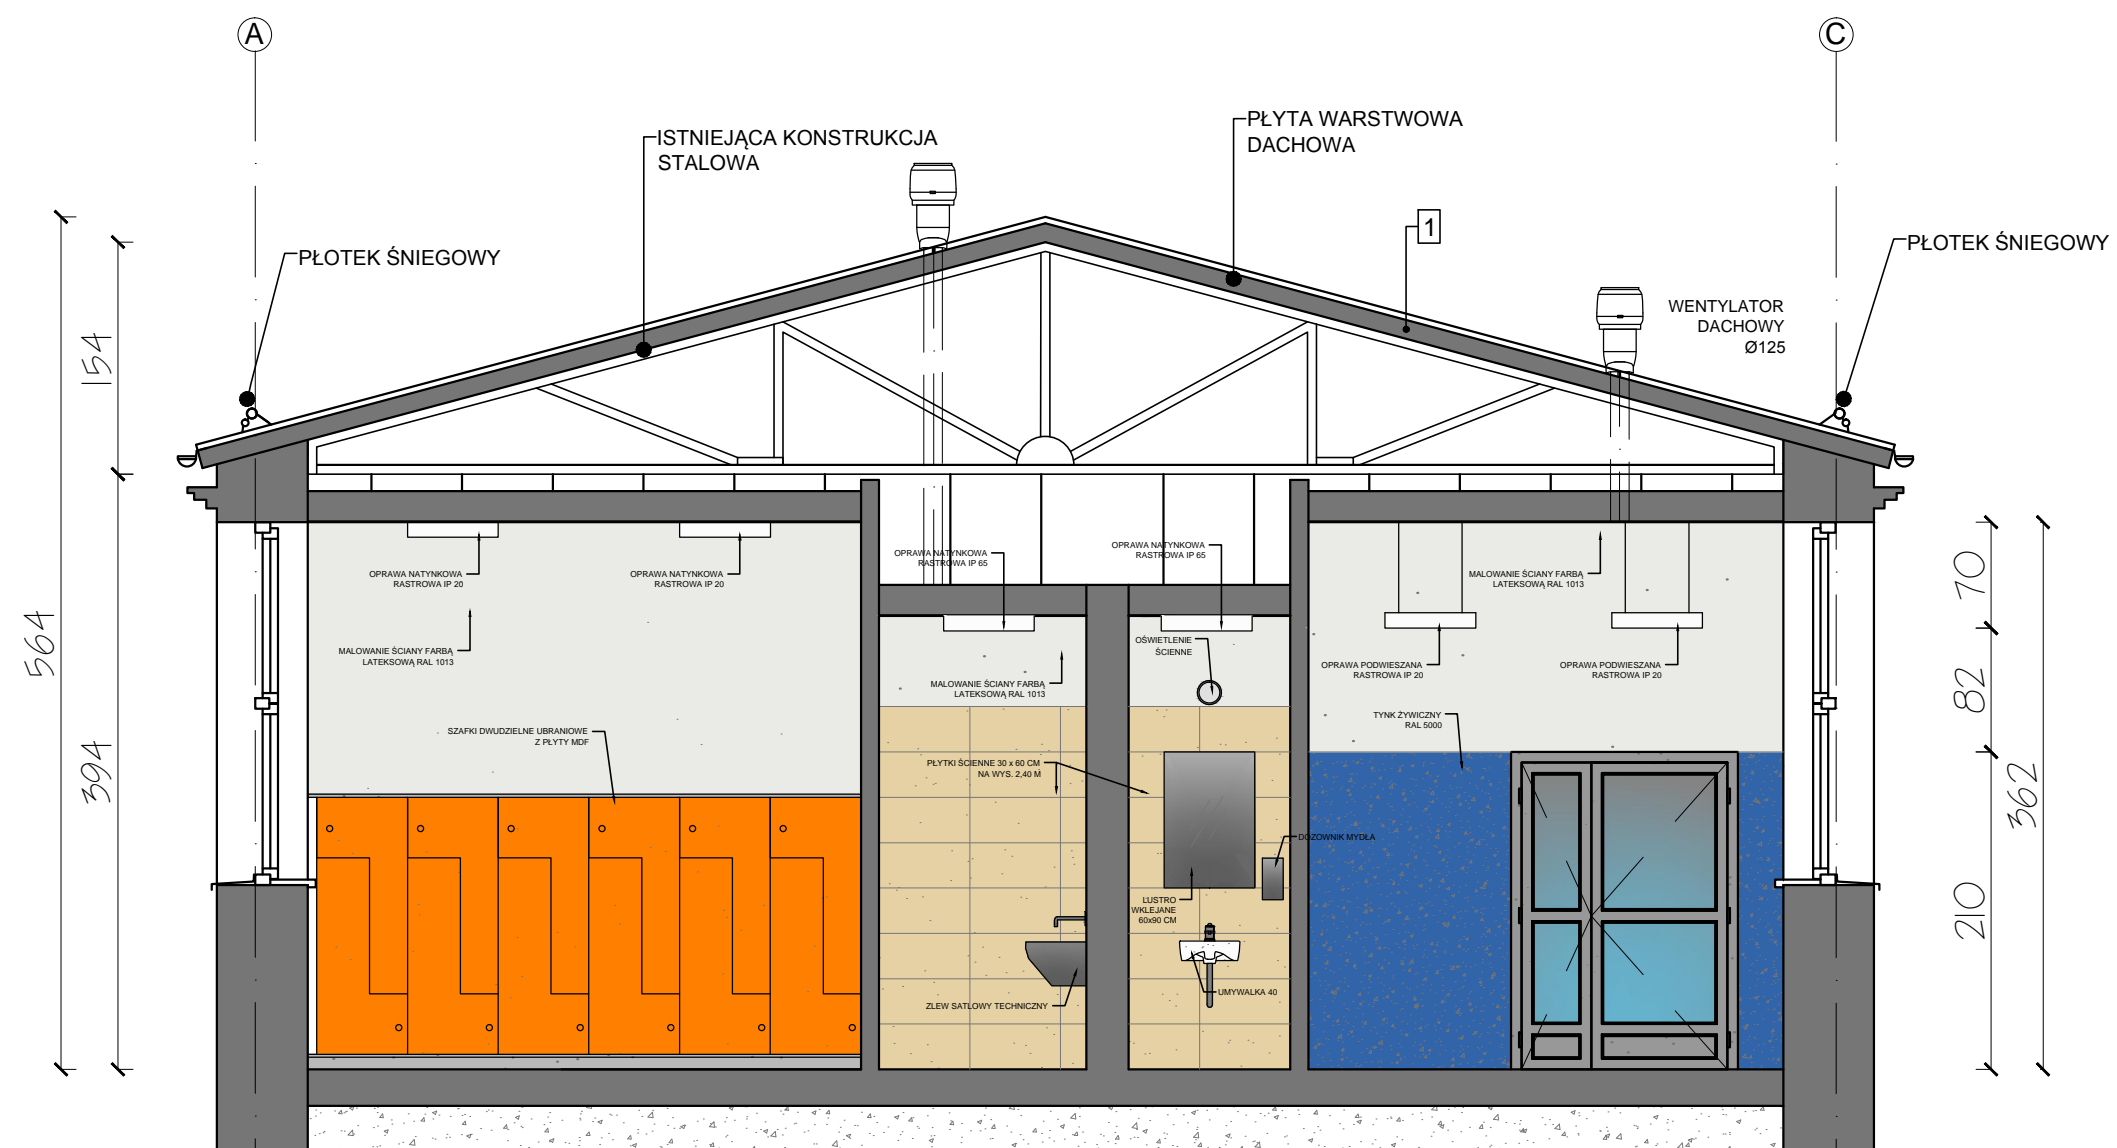 A
C
ISTNIEJĄCA KONSTRUKCJA
STALOWA
PŁYTA WARSTWOWA
DACHOWA
1
PŁOTEK ŚNIEGOWY
PŁOTEK ŚNIEGOWY
WENTYLATOR
DACHOWY
Ø125
154
564
394
OPRAWA NATYNKOWA
RASTROWA IP 20
OPRAWA NATYNKOWA
RASTROWA IP 20
OPRAWA NATYNKOWA
RASTROWA IP 65
OPRAWA NATYNKOWA
RASTROWA IP 65
MALOWANIE ŚCIANY FARBĄ
LATEKSOWĄ RAL 1013
MALOWANIE ŚCIANY FARBĄ
LATEKSOWĄ RAL 1013
OŚWIETLENIE
ŚCIENNE
MALOWANIE ŚCIANY FARBĄ
LATEKSOWĄ RAL 1013
OPRAWA PODWIESZANA
RASTROWA IP 20
OPRAWA PODWIESZANA
RASTROWA IP 20
SZAFKI DWUDZIELNE UBRANIOWE
Z PŁYTY MDF
PŁYTKI ŚCIENNE 30 x 60 CM
NA WYS. 2,40 M
TYNK ŻYWICZNY
RAL 5000
DOZOWNIK MYDŁA
LUSTRO
WKLEJANE
60x90 CM
ZLEW SATLOWY TECHNICZNY
UMYWALKA 40
70
82
210
362